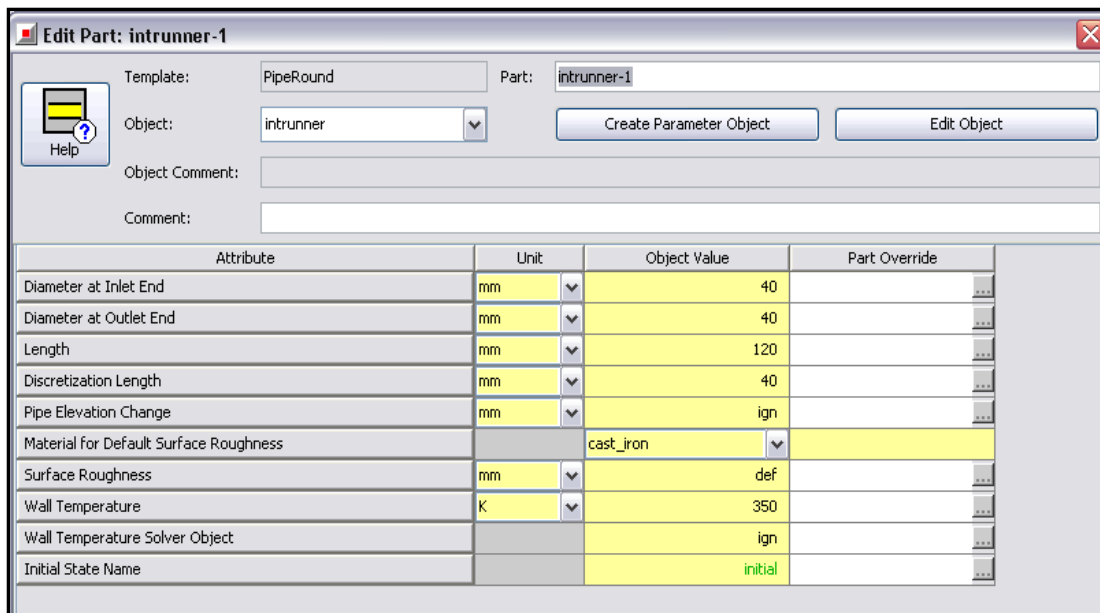 Edit Part: intrunner-1
Template: PipeRound Part: intrunner-1
Help Object: intrunner Create Parameter Object Edit Object
Object Comment:
Comment:
Attribute Unit Object Value Part Override
Diameter at Inlet End mm 40 ...
Diameter at Outlet End mm 40 ...
Length mm 120 ...
Discretization Length mm 40 ...
Pipe Elevation Change mm ign ...
Material for Default Surface Roughness cast_iron
Surface Roughness mm def ...
Wall Temperature K 350 ...
Wall Temperature Solver Object ign ...
Initial State Name initial ...